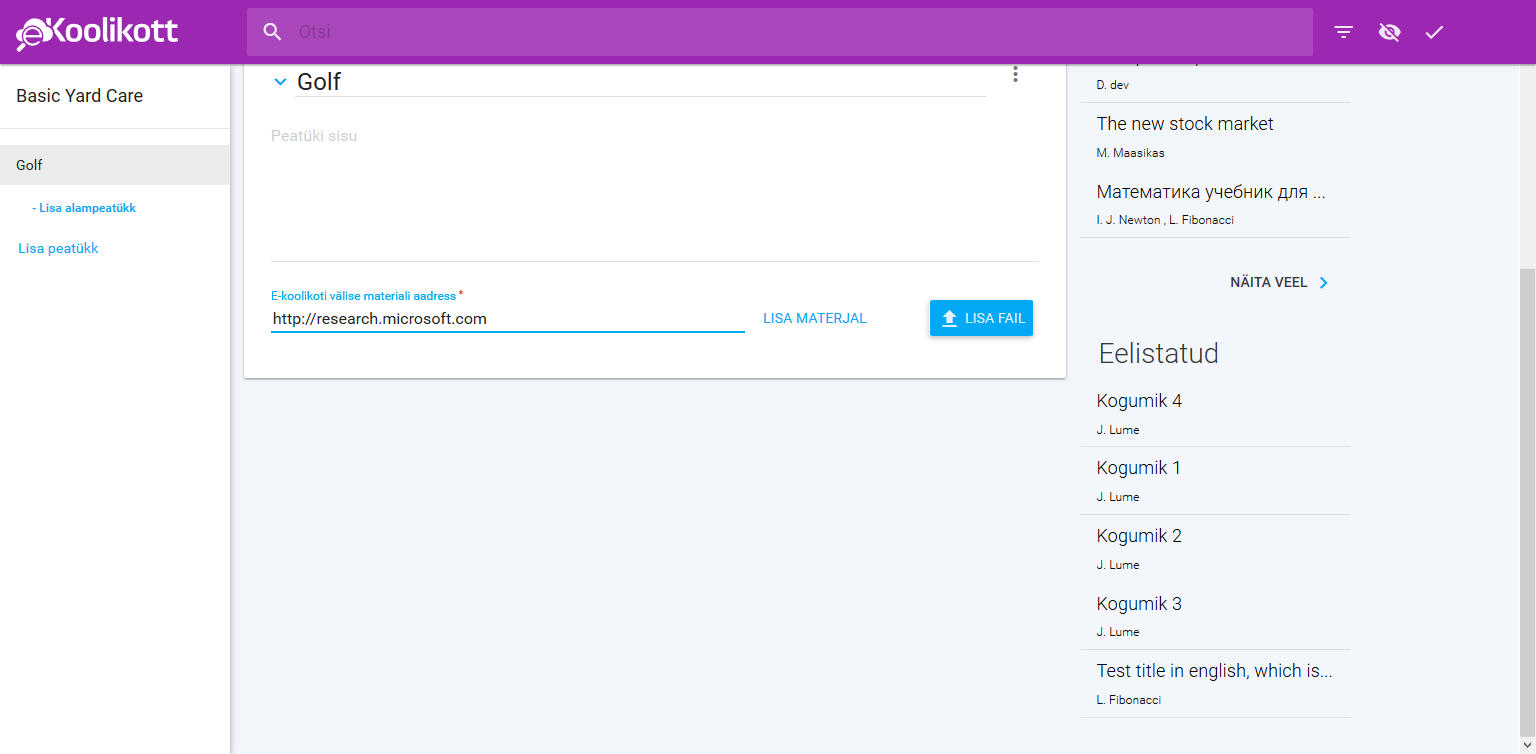 eKoolikott
Otsi
Basic Yard Care
Golf
- Lisa alampeatükk
Lisa peatükk
Golf
Peatüki sisu
E-koolikoti välise materiali aadress *
http://research.microsoft.com
LISA MATERJAL
LISA FAIL
D. dev
The new stock market
M. Maasikas
Математика учебник для ...
I. J. Newton , L. Fibonacci
NÄITA VEEL
Eelistatud
Kogumik 4
J. Lume
Kogumik 1
J. Lume
Kogumik 2
J. Lume
Kogumik 3
J. Lume
Test title in english, which is...
L. Fibonacci